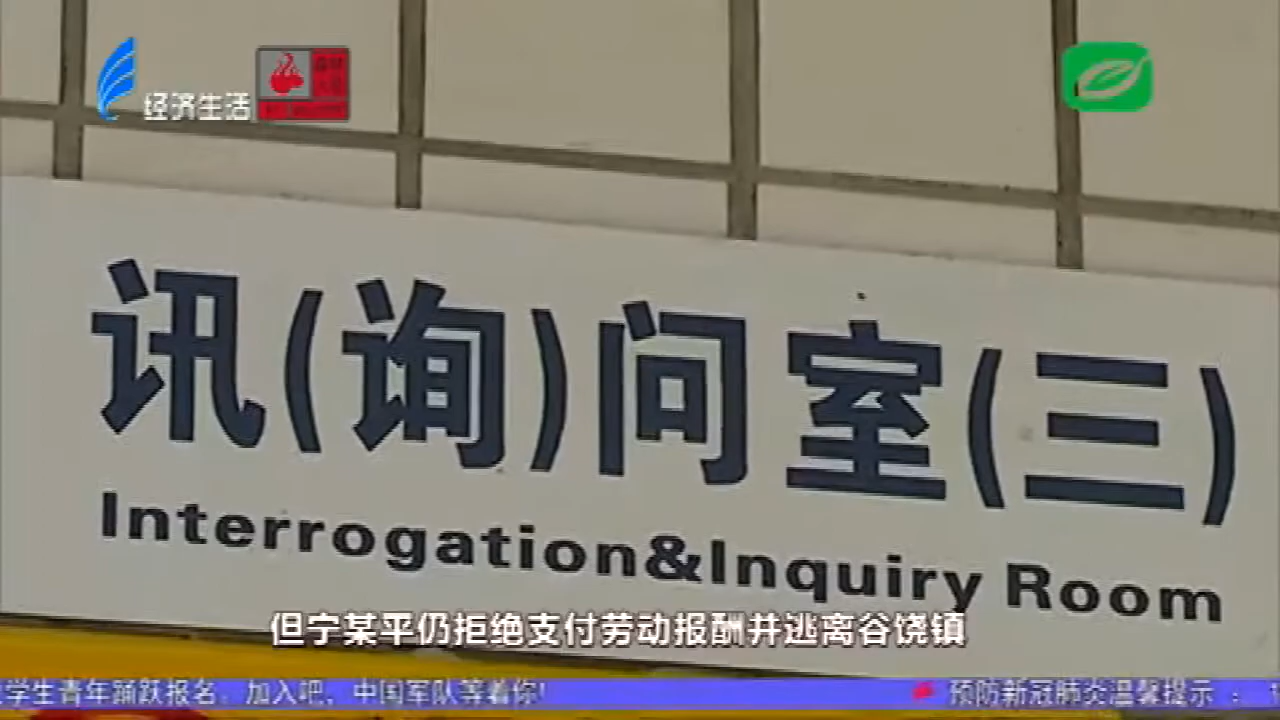 经济生活
讯(询)问室(三)
Interrogation&Inquiry Room
但宁某平仍拒绝支付劳动报酬并逃离谷饶镇
学生青年踊跃报名，加入吧，中国军队等着你! 预防新冠肺炎温馨提示：